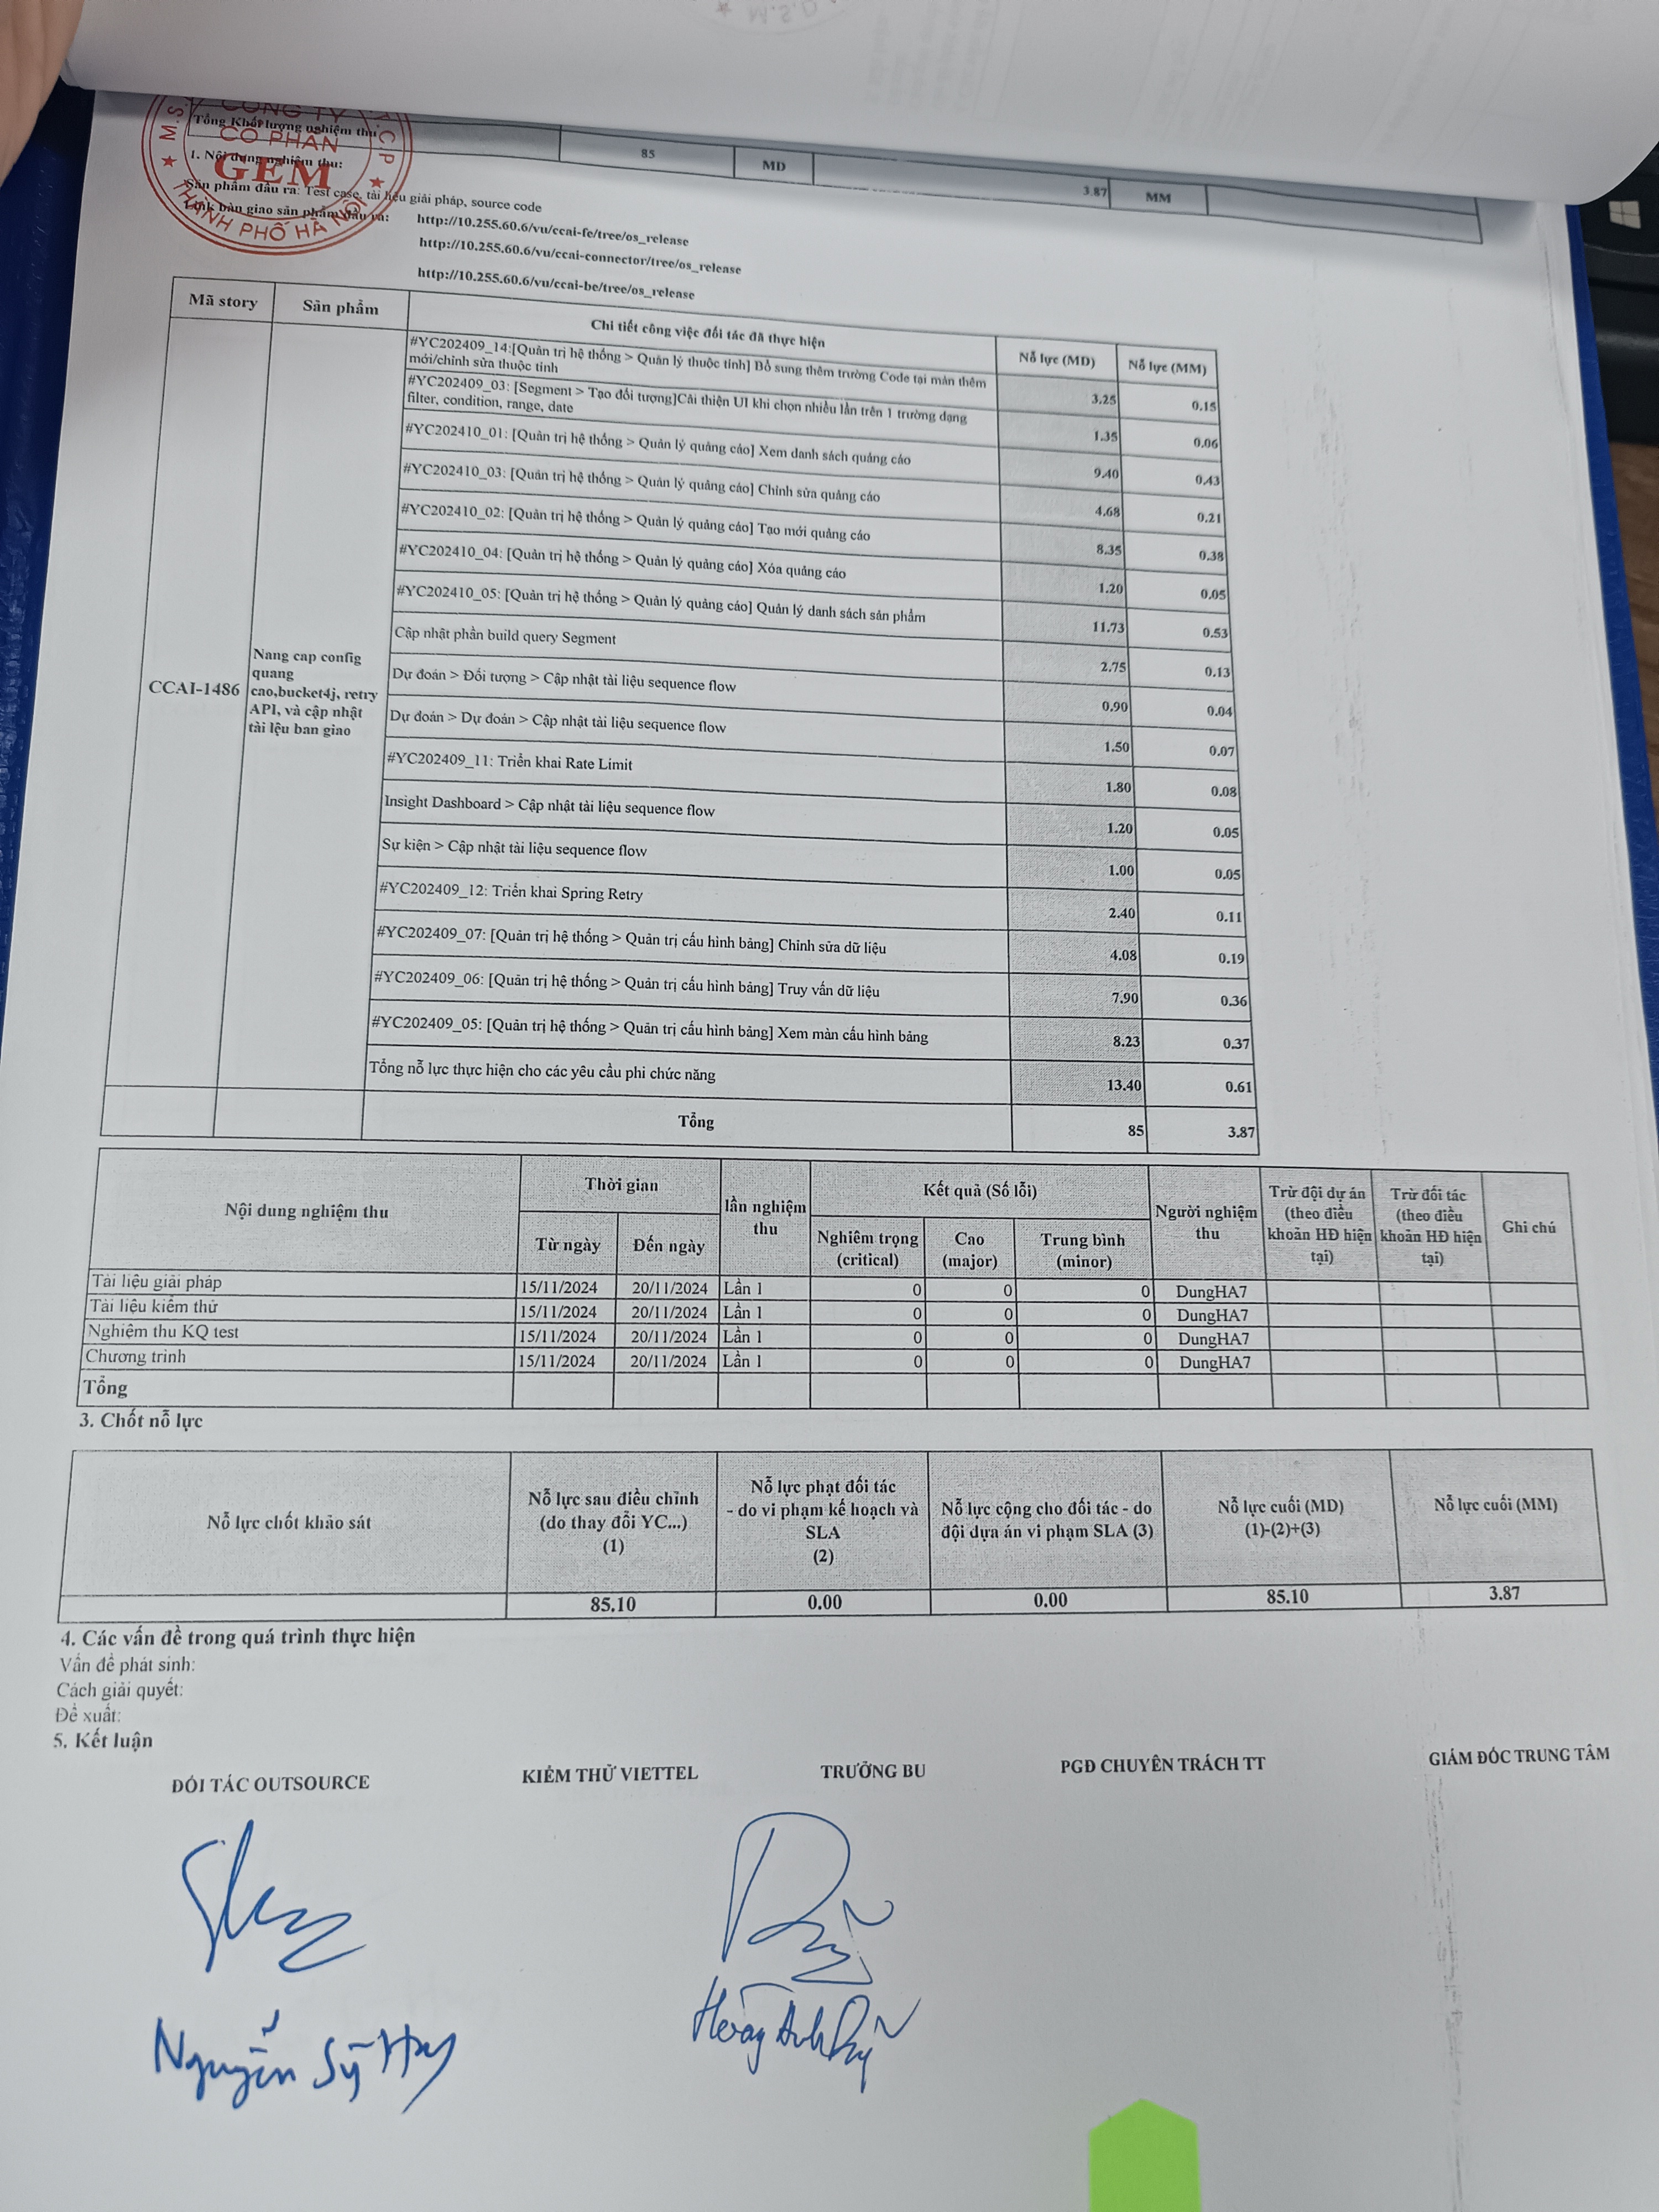 M.S.D
CÔNG TY
CỔ PHẦN
GEM
THÀNH PHỐ HÀ NỘI
M.S
C.P
Tổng Khối lượng nghiệm thu 85 MD 3.87 MM
1. Nội dung nghiệm thu:
Sản phẩm đầu ra: Test case, tài liệu giải pháp, source code
Link bàn giao sản phẩm đầu ra: http://10.255.60.6/vu/ccai-fe/tree/os_release
http://10.255.60.6/vu/ccai-connector/tree/os_release
http://10.255.60.6/vu/ccai-be/tree/os_release
Mã story Sản phẩm Chi tiết công việc đối tác đã thực hiện Nỗ lực (MD) Nỗ lực (MM)
#YC202409_14:[Quản trị hệ thống > Quản lý thuộc tính] Bổ sung thêm trường Code tại màn thêm
mới/chỉnh sửa thuộc tính 3.25 0.15
#YC202409_03: [Segment > Tạo đối tượng]Cải thiện UI khi chọn nhiều lần trên 1 trường dạng
filter, condition, range, date 1.35 0.06
#YC202410_01: [Quản trị hệ thống > Quản lý quảng cáo] Xem danh sách quảng cáo 9.40 0.43
#YC202410_03: [Quản trị hệ thống > Quản lý quảng cáo] Chỉnh sửa quảng cáo 4.68 0.21
#YC202410_02: [Quản trị hệ thống > Quản lý quảng cáo] Tạo mới quảng cáo 8.35 0.38
#YC202410_04: [Quản trị hệ thống > Quản lý quảng cáo] Xóa quảng cáo 1.20 0.05
#YC202410_05: [Quản trị hệ thống > Quản lý quảng cáo] Quản lý danh sách sản phẩm 11.73 0.53
Cập nhật phần build query Segment 2.75 0.13
CCAI-1486
Nang cap config
quang
cao,bucket4j, retry
API, và cập nhật
tài lệu ban giao
Dự đoán > Đối tượng > Cập nhật tài liệu sequence flow 0.90 0.04
Dự đoán > Dự đoán > Cập nhật tài liệu sequence flow 1.50 0.07
#YC202409_11: Triển khai Rate Limit 1.80 0.08
Insight Dashboard > Cập nhật tài liệu sequence flow 1.20 0.05
Sự kiện > Cập nhật tài liệu sequence flow 1.00 0.05
#YC202409_12: Triển khai Spring Retry 2.40 0.11
#YC202409_07: [Quản trị hệ thống > Quản trị cấu hình bảng] Chỉnh sửa dữ liệu 4.08 0.19
#YC202409_06: [Quản trị hệ thống > Quản trị cấu hình bảng] Truy vấn dữ liệu 7.90 0.36
#YC202409_05: [Quản trị hệ thống > Quản trị cấu hình bảng] Xem màn cấu hình bảng 8.23 0.37
Tổng nỗ lực thực hiện cho các yêu cầu phi chức năng 13.40 0.61
Tổng 85 3.87
Nội dung nghiệm thu Thời gian lần nghiệm thu Kết quả (Số lỗi) Người nghiệm thu Trừ đội dự án (theo điều khoản HĐ hiện tại) Trừ đối tác (theo điều khoản HĐ hiện tại) Ghi chú
Từ ngày Đến ngày Nghiêm trọng (critical) Cao (major) Trung bình (minor)
Tài liệu giải pháp 15/11/2024 20/11/2024 Lần 1 0 0 0 DungHA7
Tài liệu kiểm thử 15/11/2024 20/11/2024 Lần 1 0 0 0 DungHA7
Nghiệm thu KQ test 15/11/2024 20/11/2024 Lần 1 0 0 0 DungHA7
Chương trình 15/11/2024 20/11/2024 Lần 1 0 0 0 DungHA7
Tổng
3. Chốt nỗ lực
Nỗ lực chốt khảo sát
Nỗ lực sau điều chỉnh
(do thay đổi YC...)
(1)
Nỗ lực phạt đối tác
- do vi phạm kế hoạch và
SLA
(2)
Nỗ lực cộng cho đối tác - do
đội dựa án vi phạm SLA (3)
Nỗ lực cuối (MD)
(1)-(2)+(3)
Nỗ lực cuối (MM)
85.10 0.00 0.00 85.10 3.87
4. Các vấn đề trong quá trình thực hiện
Vấn đề phát sinh:
Cách giải quyết:
Đề xuất:
5. Kết luận
ĐỐI TÁC OUTSOURCE KIỂM THỬ VIETTEL TRƯỞNG BU PGĐ CHUYÊN TRÁCH TT GIÁM ĐỐC TRUNG TÂM
Nguyễn Sỹ Huy
Hoàng Anh